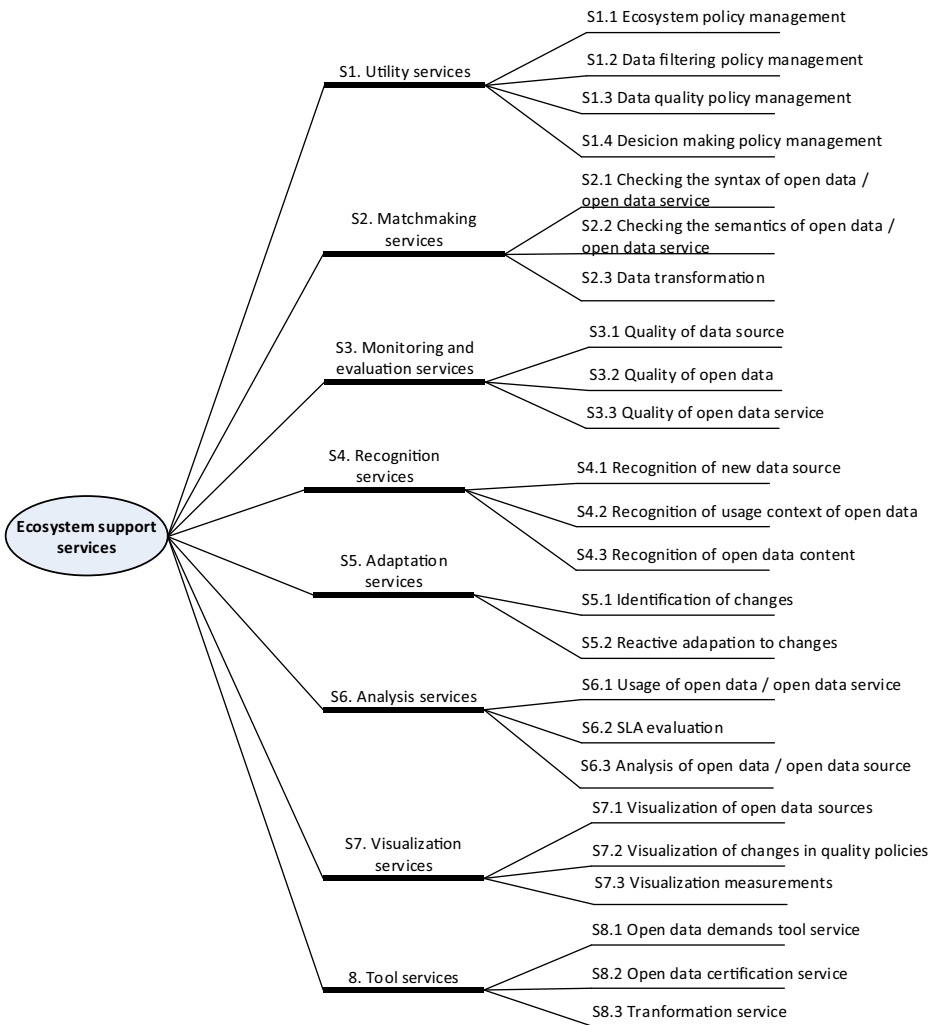 S1.1 Ecosystem policy management
S1. Utility services
S1.2 Data filtering policy management
S1.3 Data quality policy management
S1.4 Desicion making policy management
S2. Matchmaking
services
S2.1 Checking the syntax of open data /
open data service
S2.2 Checking the semantics of open data /
open data service
S2.3 Data transformation
S3. Monitoring and
evaluation services
S3.1 Quality of data source
S3.2 Quality of open data
S3.3 Quality of open data service
S4. Recognition
services
S4.1 Recognition of new data source
S4.2 Recognition of usage context of open data
S4.3 Recognition of open data content
Ecosystem support
services
S5. Adaptation
services
S5.1 Identification of changes
S5.2 Reactive adapation to changes
S6. Analysis services
S6.1 Usage of open data / open data service
S6.2 SLA evaluation
S6.3 Analysis of open data / open data source
S7. Visualization
services
S7.1 Visualization of open data sources
S7.2 Visualization of changes in quality policies
S7.3 Visualization measurements
8. Tool services
S8.1 Open data demands tool service
S8.2 Open data certification service
S8.3 Tranformation service